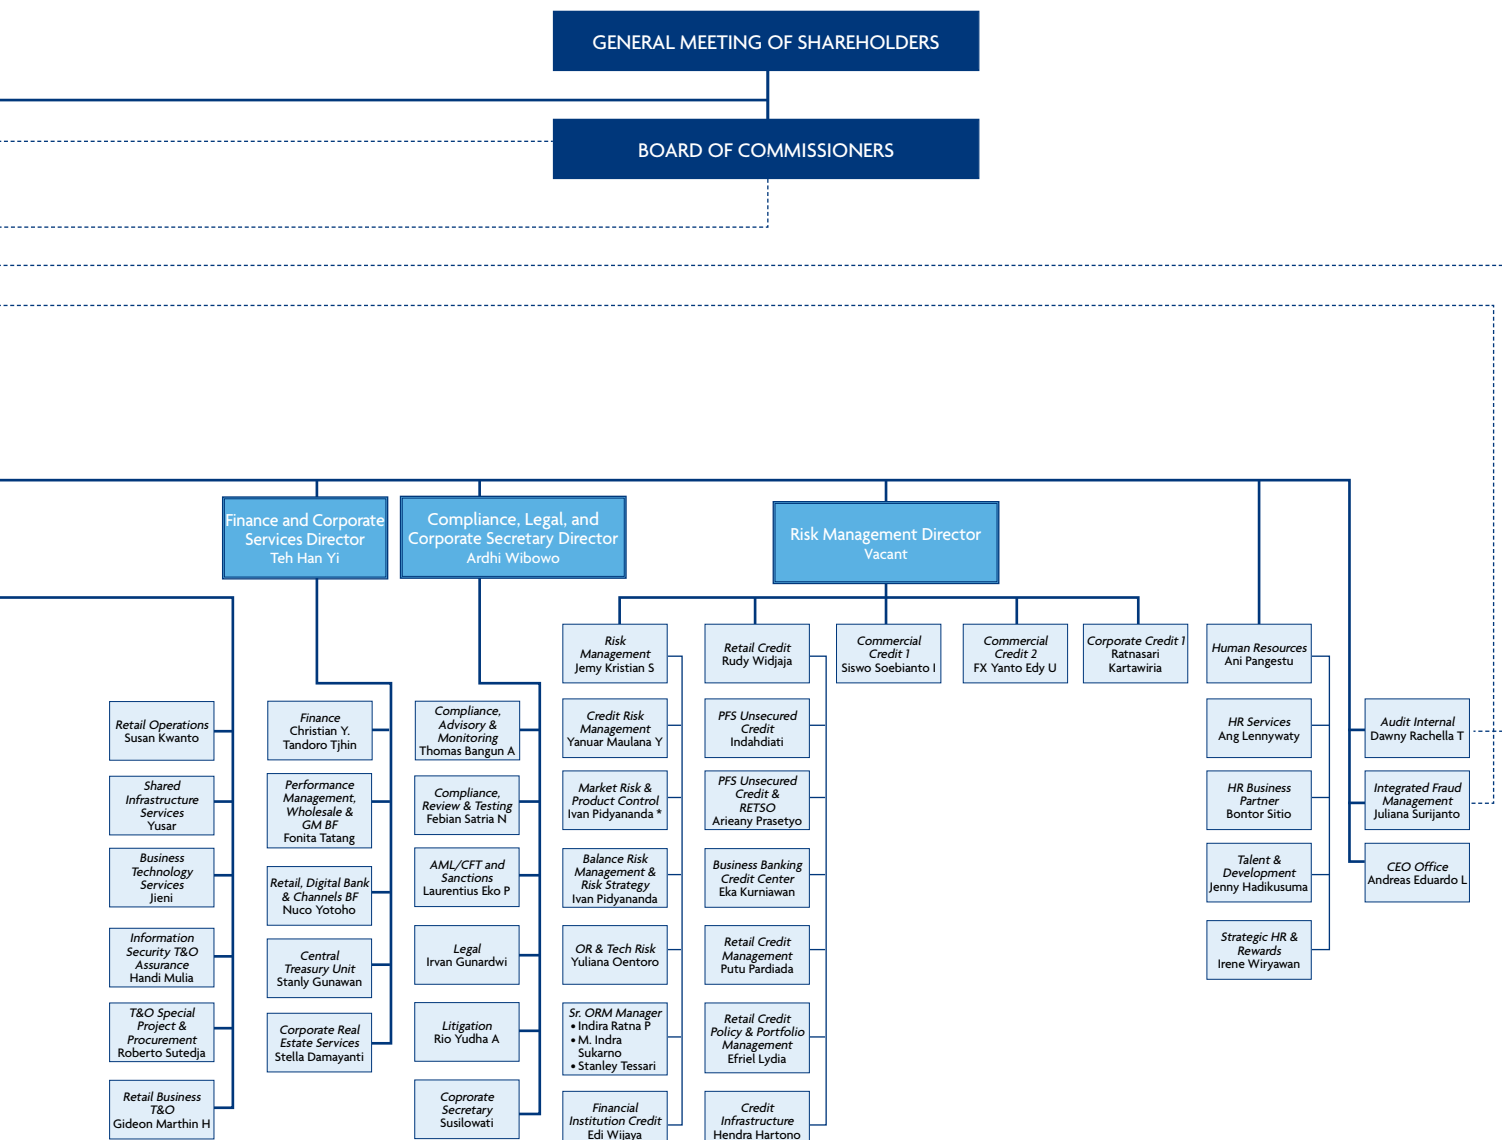 GENERAL MEETING OF SHAREHOLDERS
BOARD OF COMMISSIONERS
Finance and Corporate
Services Director
Teh Han Yi
Compliance, Legal, and
Corporate Secretary Director
Ardhi Wibowo
Risk Management Director
Vacant
Retail Operations
Susan Kwanto
Shared
Infrastructure
Services
Yusar
Business
Technology
Services
Jieni
Information
Security T&O
Assurance
Handi Mulia
T&O Special
Project &
Procurement
Roberto Sutedja
Retail Business
T&O
Gideon Marthin H
Finance
Christian Y.
Tandoro Tjhin
Performance
Management,
Wholesale &
GM BF
Fonita Tatang
Retail, Digital Bank
& Channels BF
Nuco Yotoho
Central
Treasury Unit
Stanly Gunawan
Corporate Real
Estate Services
Stella Damayanti
Compliance,
Advisory &
Monitoring
Thomas Bangun A
Compliance,
Review & Testing
Febian Satria N
AML/CFT and
Sanctions
Laurentius Eko P
Legal
Irvan Gunardwi
Litigation
Rio Yudha A
Coprorate
Secretary
Susilowati
Risk
Management
Jemy Kristian S
Credit Risk
Management
Yanuar Maulana Y
Market Risk &
Product Control
Ivan Pidyananda *
Balance Risk
Management &
Risk Strategy
Ivan Pidyananda
OR & Tech Risk
Yuliana Oentoro
Sr. ORM Manager
• Indira Ratna P
• M. Indra
Sukarno
• Stanley Tessari
Financial
Institution Credit
Edi Wijaya
Retail Credit
Rudy Widjaja
PFS Unsecured
Credit
Indahdiati
PFS Unsecured
Credit &
RETSO
Arieany Prasetyo
Business Banking
Credit Center
Eka Kurniawan
Retail Credit
Management
Putu Pardiada
Retail Credit
Policy & Portfolio
Management
Efriel Lydia
Credit
Infrastructure
Hendra Hartono
Commercial
Credit 1
Siswo Soebianto I
Commercial
Credit 2
FX Yanto Edy U
Corporate Credit 1
Ratnasari
Kartawiria
Human Resources
Ani Pangestu
HR Services
Ang Lennywaty
HR Business
Partner
Bontor Sitio
Talent &
Development
Jenny Hadikusuma
Strategic HR &
Rewards
Irene Wiryawan
Audit Internal
Dawny Rachella T
Integrated Fraud
Management
Juliana Surijanto
CEO Office
Andreas Eduardo L